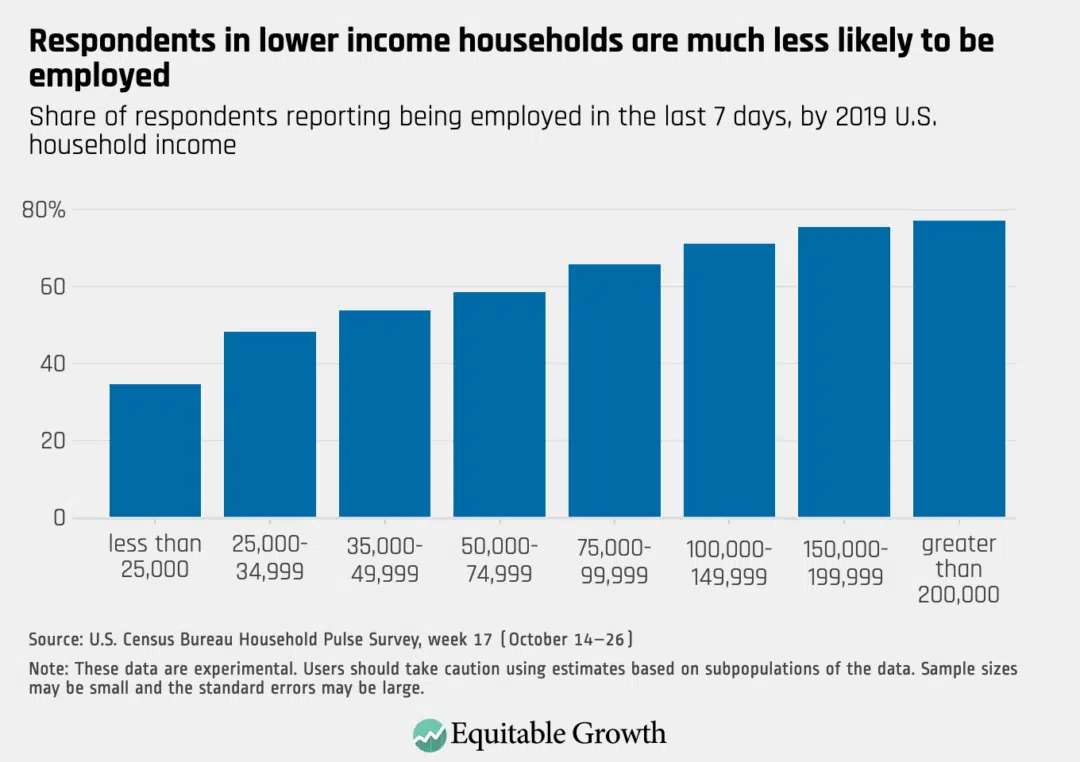 Respondents in lower income households are much less likely to be
employed
Share of respondents reporting being employed in the last 7 days, by 2019 U.S.
household income
80%
60
40
20
0
less than
25,000
25,000-
34,999
35,000-
49,999
50,000-
74,999
75,000-
99,999
100,000-
149,999
150,000-
199,999
greater
than
200,000
Source: U.S. Census Bureau Household Pulse Survey, week 17 (October 14–26)
Note: These data are experimental. Users should take caution using estimates based on subpopulations of the data. Sample sizes
may be small and the standard errors may be large.
Equitable Growth